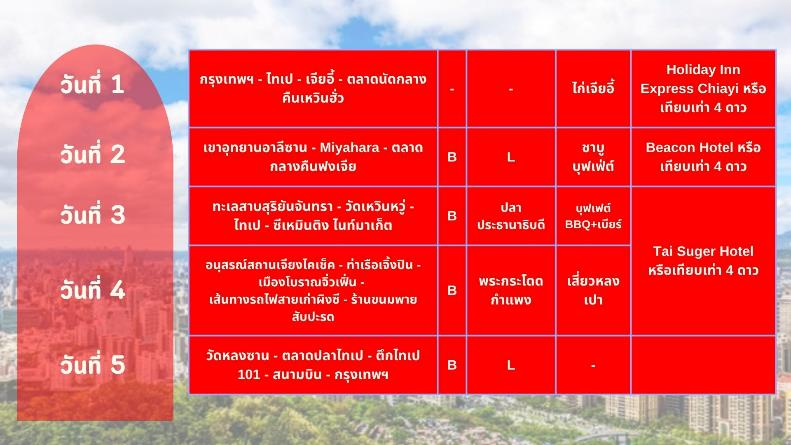 วันที่ 1
กรุงเทพฯ - ไทเป - เจียอี้ - ตลาดนัดกลาง
คืนเหวินฮั่ว
-
-
ไก่เจียอี้
Holiday Inn
Express Chiayi หรือ
เทียบเท่า 4 ดาว
วันที่ 2
เขาอุทยานอาลีซาน - Miyahara - ตลาด
กลางคืนฟงเจีย
B
L
ชาบู
บุฟเฟ่ต์
Beacon Hotel หรือ
เทียบเท่า 4 ดาว
วันที่ 3
ทะเลสาบสุริยันจันทรา - วัดเหวินหวู่ -
ไทเป - ซีเหมินติง ไนท์มาเก็ต
B
ปลา
ประธานาธิบดี
บุฟเฟต์
BBQ+เบียร์
Tai Suger Hotel
หรือเทียบเท่า 4 ดาว
วันที่ 4
อนุสรณ์สถานเจียงไคเช็ค - ท่าเรือเจิ้งปิน -
เมืองโบราณจิ่วเฟิ่น -
เส้นทางรถไฟสายเก่าผิงซี - ร้านขนมพาย
สับปะรด
B
พระกระโดด
กำแพง
เสี่ยวหลง
เปา
วันที่ 5
วัดหลงซาน - ตลาดปลาไทเป - ตึกไทเป
101 - สนามบิน - กรุงเทพฯ
B
L
-